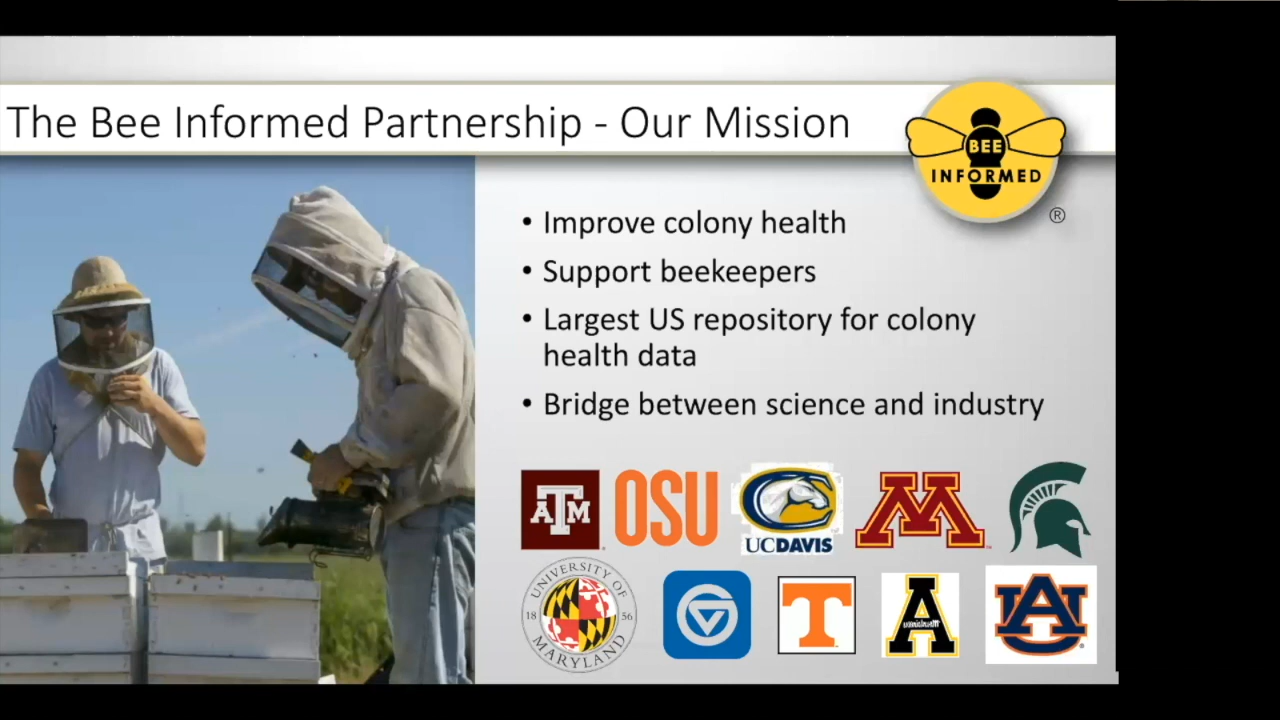 The Bee Informed Partnership - Our Mission
BEE
INFORMED
®
• Improve colony health
• Support beekeepers
• Largest US repository for colony
health data
• Bridge between science and industry
ATM
OSU
UCDAVIS
M
UNIVERSITY OF
18 56
MARYLAND
T
A
AU